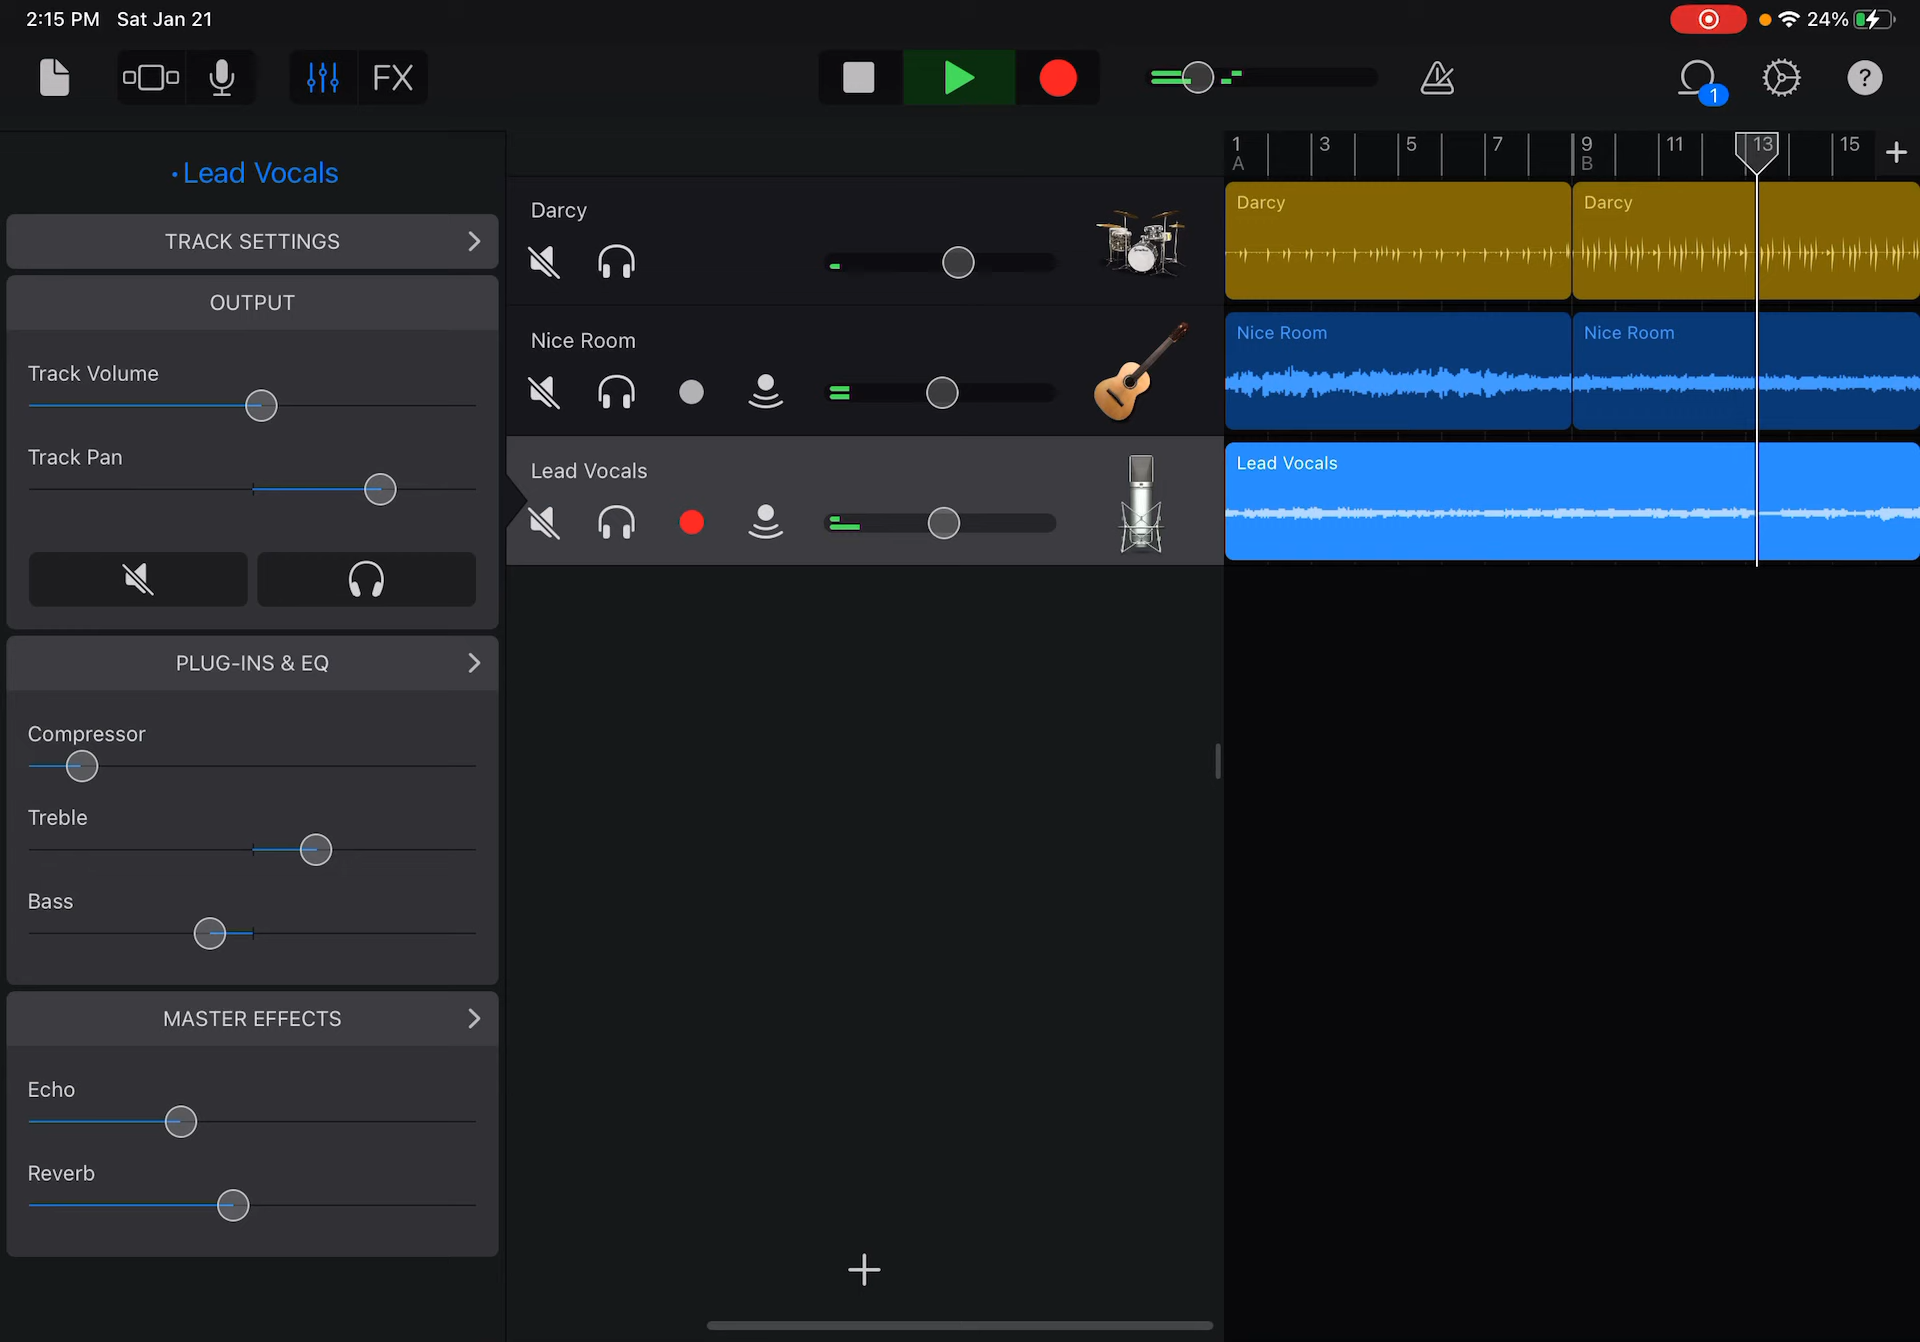 2:15 PM Sat Jan 21
24%
FX
1
?
• Lead Vocals
TRACK SETTINGS
OUTPUT
Track Volume
Track Pan
PLUG-INS & EQ
Compressor
Treble
Bass
MASTER EFFECTS
Echo
Reverb
Darcy
Nice Room
Lead Vocals
1 3 5 7 9 11 13 15
A B
Darcy Darcy
Nice Room Nice Room
Lead Vocals